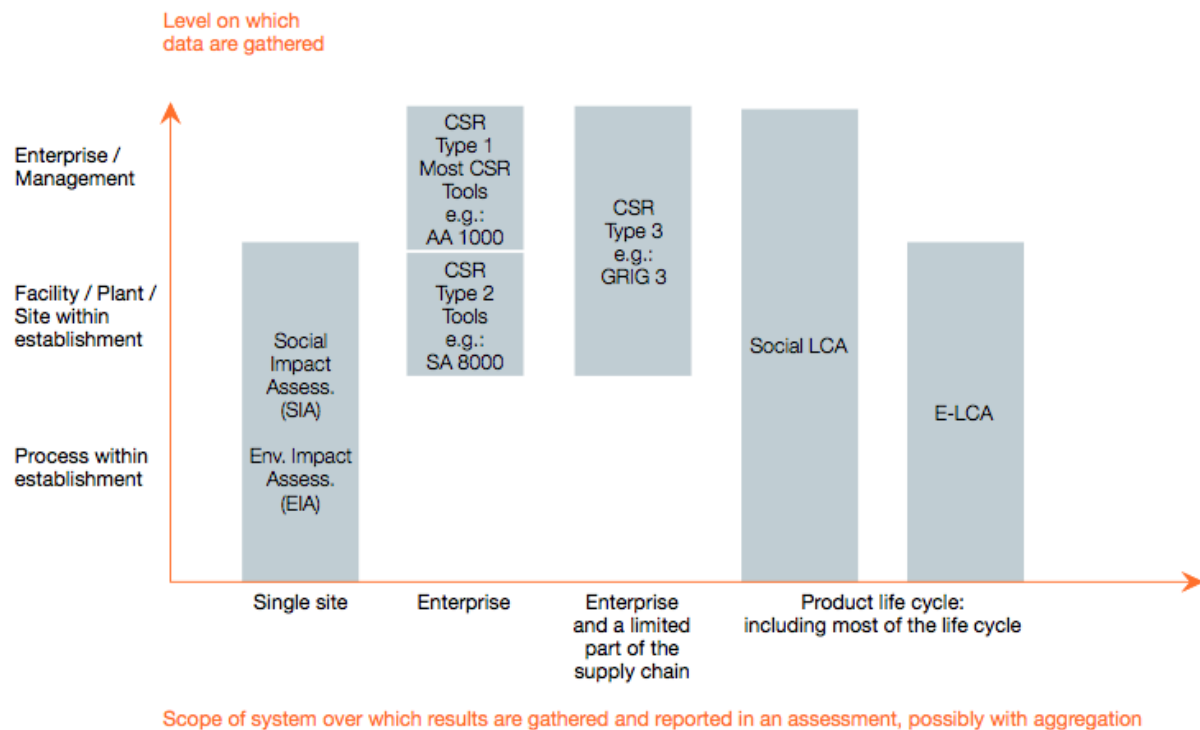 Level on which
data are gathered
Enterprise /
Management
Facility / Plant /
Site within
establishment
Process within
establishment
Social
Impact
Assess.
(SIA)
Env. Impact
Assess.
(EIA)
CSR
Type 1
Most CSR
Tools
e.g.:
AA 1000
CSR
Type 2
Tools
e.g.:
SA 8000
CSR
Type 3
e.g.:
GRIG 3
Social LCA
E-LCA
Single site
Enterprise
Enterprise
and a limited
part of the
supply chain
Product life cycle:
including most of the life cycle
Scope of system over which results are gathered and reported in an assessment, possibly with aggregation